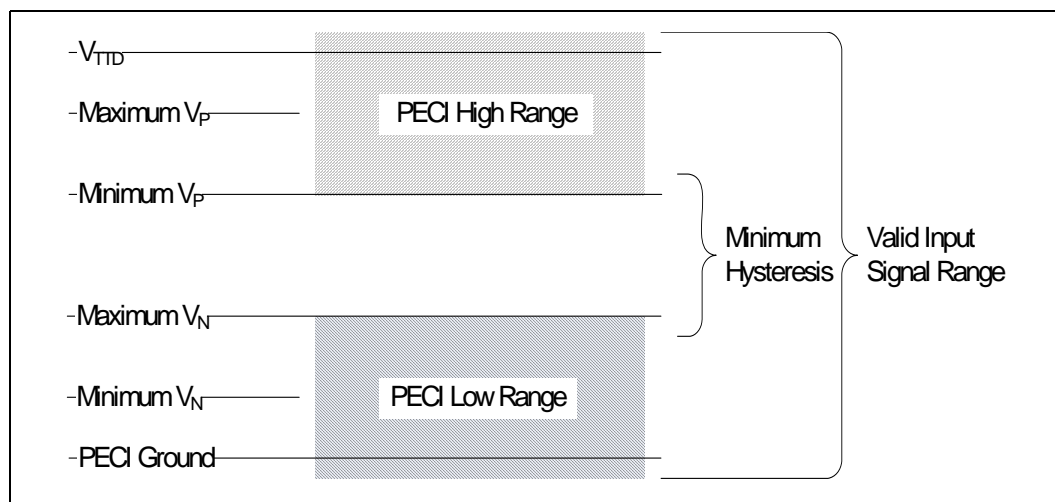 V_TTD
Maximum V_P
PECI High Range
Minimum V_P
Minimum
Hysteresis
Valid Input
Signal Range
Maximum V_N
Minimum V_N
PECI Low Range
PECI Ground